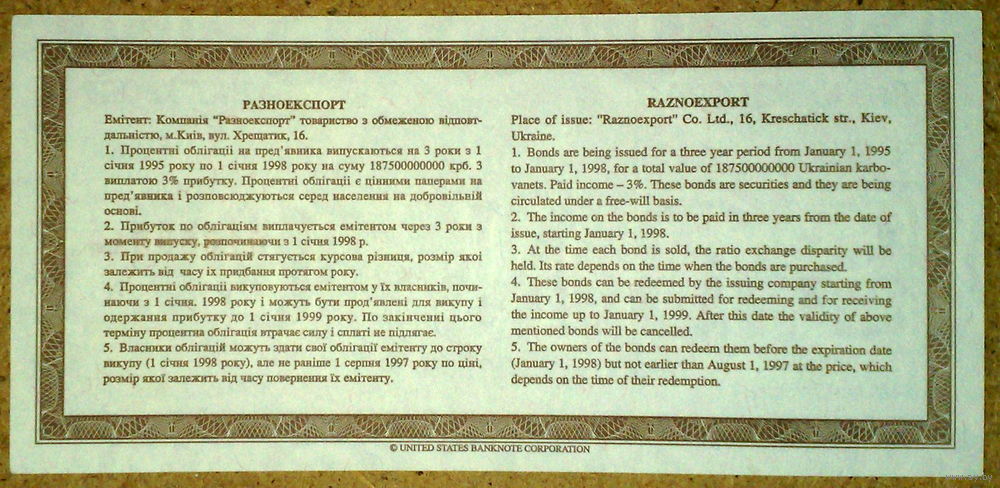 РАЗНОЕКСПОРТ
Емітент: Компанія "Разноекспорт" товариство з обмеженою відповт-
дальністю, м.Київ, вул. Хрещатик, 16.
1. Процентні облігаціі на пред'явника випускаються на 3 роки з 1
січня 1995 року по 1 січня 1998 року на суму 187500000000 крб. З
виплатою 3% прибутку. Процентні облігаціі є цінними паперами на
пред'явника і розповсюджуються серед населення на добровільній
основі.
2. Прибуток по облігаціям виплачується емітентом через 3 роки з
моменту випуску, розпочинаючи з 1 січня 1998 р.
3. При продажу облігацій стягується курсова різниця, розмір якоі
залежить від часу іх придбання протягом року.
4. Процентні облігаціі викуповуються емітентом у їх власників, почи-
наючи з 1 січня. 1998 року і можуть бути прод'явлені для викупу і
одержання прибутку до 1 січня 1999 року. По закінченні цього
терміну процентна облігація втрачає силу і сплаті не підлягає.
5. Власники облігацій можуть здати свої облігації емітенту до строку
викупу (1 січня 1998 року), але не раніше 1 серпня 1997 року по ціні,
розмір якої залежить від часу повернення їх емітенту.
RAZNOEXPORT
Place of issue: "Raznoexport" Co. Ltd., 16, Kreschatick str., Kiev,
Ukraine.
1. Bonds are being issued for a three year period from January 1, 1995
to January 1, 1998, for a total value of 187500000000 Ukrainian karbo-
vanets. Paid income – 3%. These bonds are securities and they are being
circulated under a free-will basis.
2. The income on the bonds is to be paid in three years from the date of
issue, starting January 1, 1998.
3. At the time each bond is sold, the ratio exchange disparity will be
held. Its rate depends on the time when the bonds are purchased.
4. These bonds can be redeemed by the issuing company starting from
January 1, 1998, and can be submitted for redeeming and for receiving
the income up to January 1, 1999. After this date the validity of above
mentioned bonds will be cancelled.
5. The owners of the bonds can redeem them before the expiration date
(January 1, 1998) but not earlier than August 1, 1997 at the price, which
depends on the time of their redemption.
© UNITED STATES BANKNOTE CORPORATION